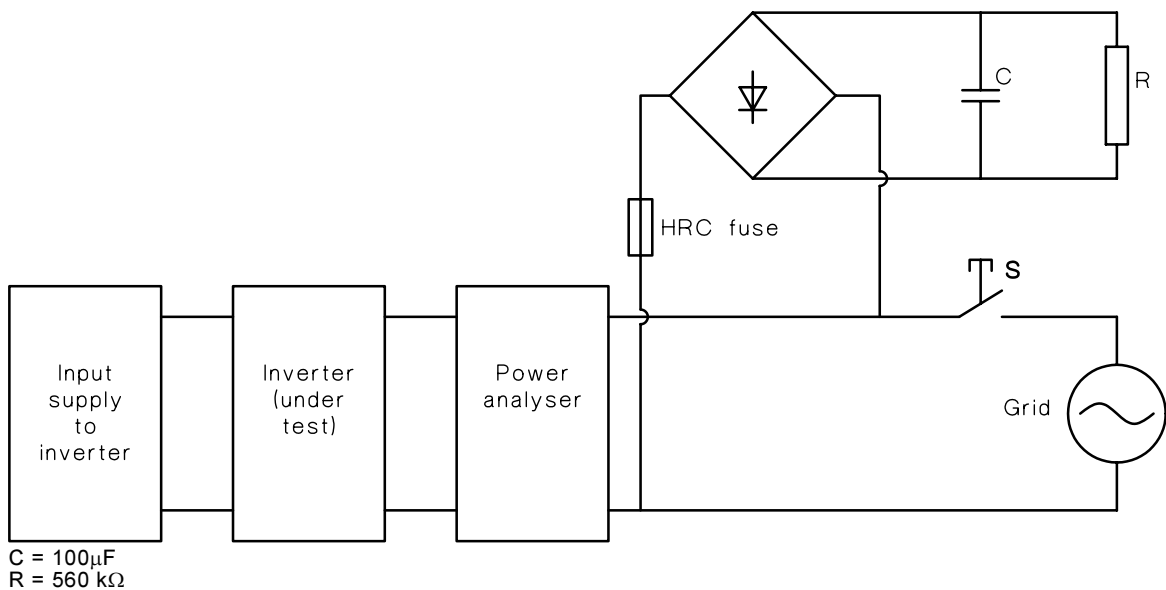 C
R
HRC fuse
S
Input
supply
to
inverter
Inverter
(under
test)
Power
analyser
Grid
C = 100μF
R = 560 kΩ